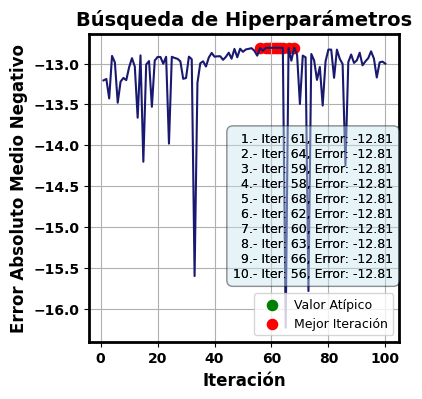 Búsqueda de Hiperparámetros
Error Absoluto Medio Negativo
−13.0
−13.5
−14.0
−14.5
−15.0
−15.5
−16.0
1.- Iter: 61, Error: -12.81
2.- Iter: 64, Error: -12.81
3.- Iter: 59, Error: -12.81
4.- Iter: 58, Error: -12.81
5.- Iter: 68, Error: -12.81
6.- Iter: 62, Error: -12.81
7.- Iter: 60, Error: -12.81
8.- Iter: 63, Error: -12.81
9.- Iter: 66, Error: -12.81
10.- Iter: 56, Error: -12.81
Valor Atípico
Mejor Iteración
0 20 40 60 80 100
Iteración